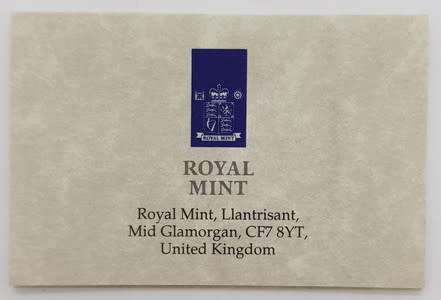 ROYAL MINT
ROYAL
MINT
Royal Mint, Llantrisant,
Mid Glamorgan, CF7 8YT,
United Kingdom